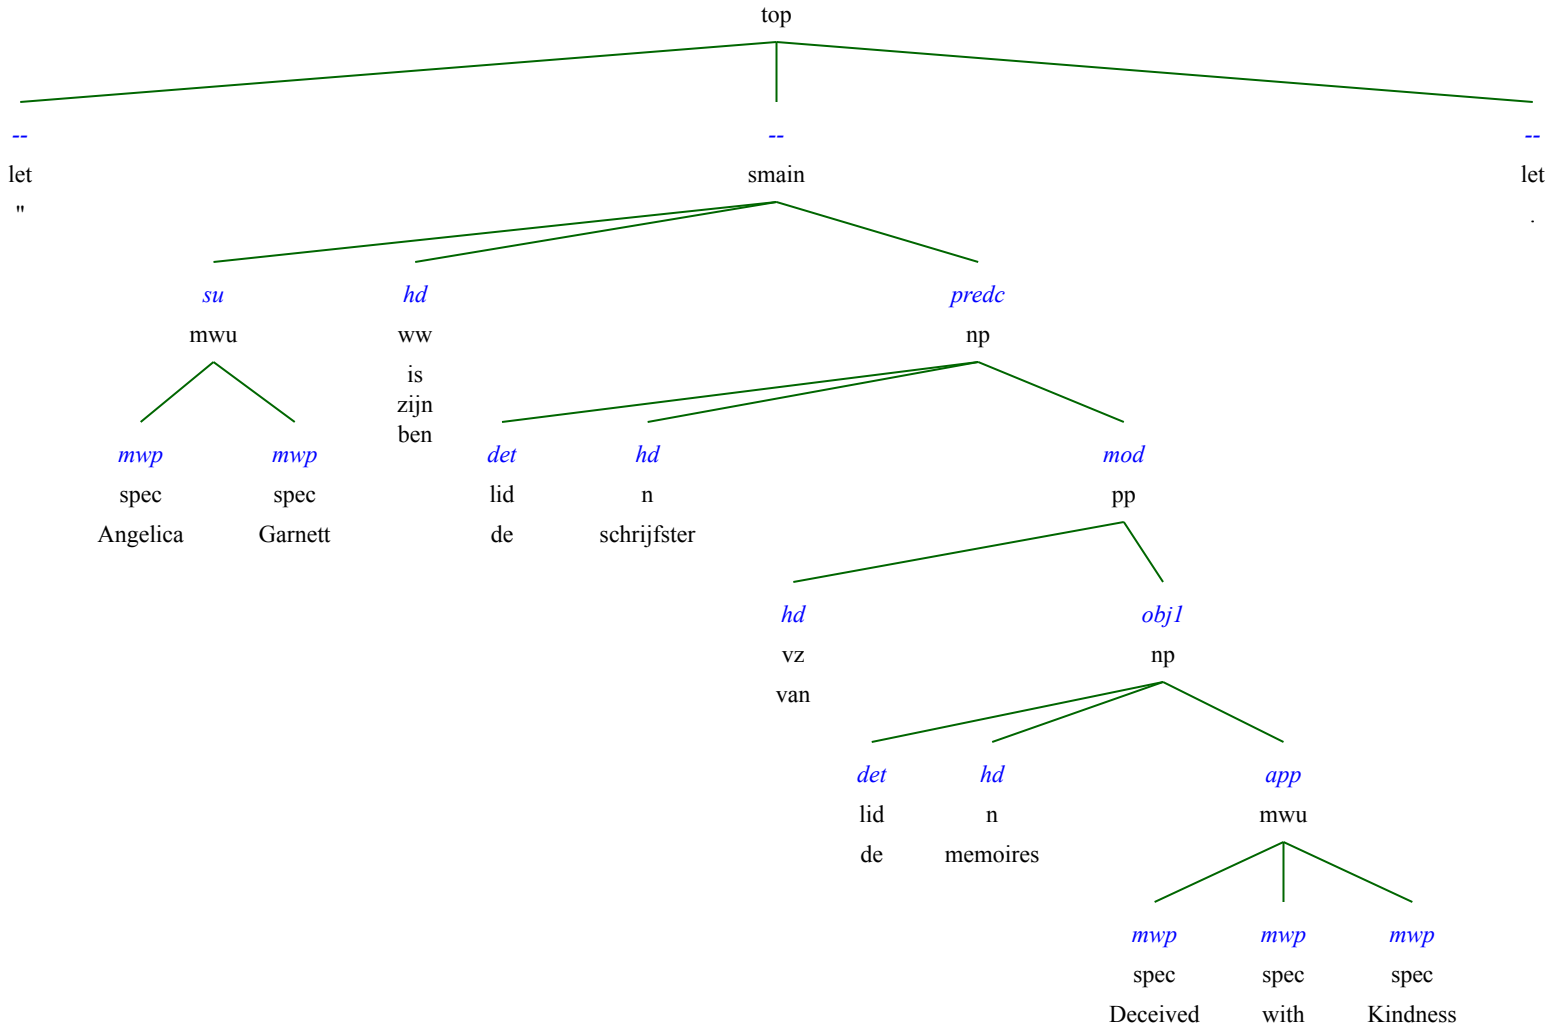 top
-- -- --
let smain let
" .
su hd predc
mwu ww np
is
zijn
ben
mwp mwp det hd mod
spec spec lid n pp
Angelica Garnett de schrijfster
hd obj1
vz np
van
det hd app
lid n mwu
de memoires
mwp mwp mwp
spec spec spec
Deceived with Kindness